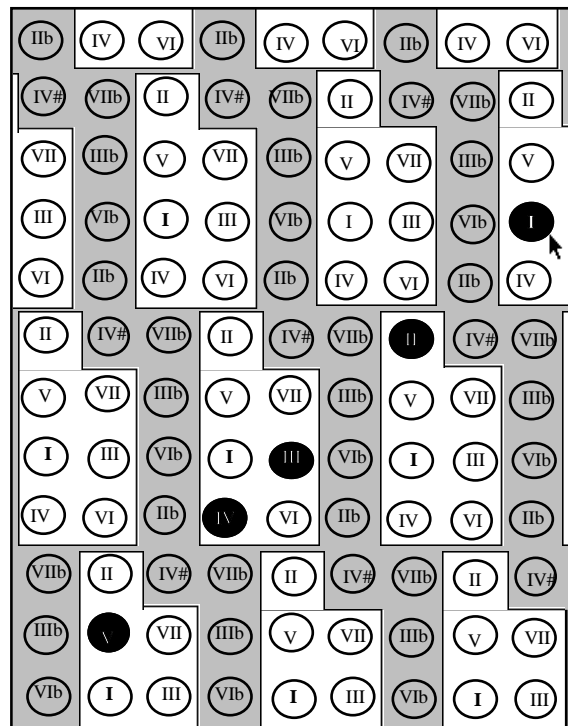 IIb IV VI IIb IV VI IIb IV VI
IV# VIIb II IV# VIIb II IV# VIIb II
VII IIIb V VII IIIb V VII IIIb V
III VIb I III VIb I III VIb I
VI IIb IV VI IIb IV VI IIb IV
II IV# VIIb II IV# VIIb II IV# VIIb
V VII IIIb V VII IIIb V VII IIIb
I III VIb I III VIb I III VIb
IV VI IIb IV VI IIb IV VI IIb
VIIb II IV# VIIb II IV# VIIb II IV#
IIIb V VII IIIb V VII IIIb V VII
VIb I III VIb I III VIb I III